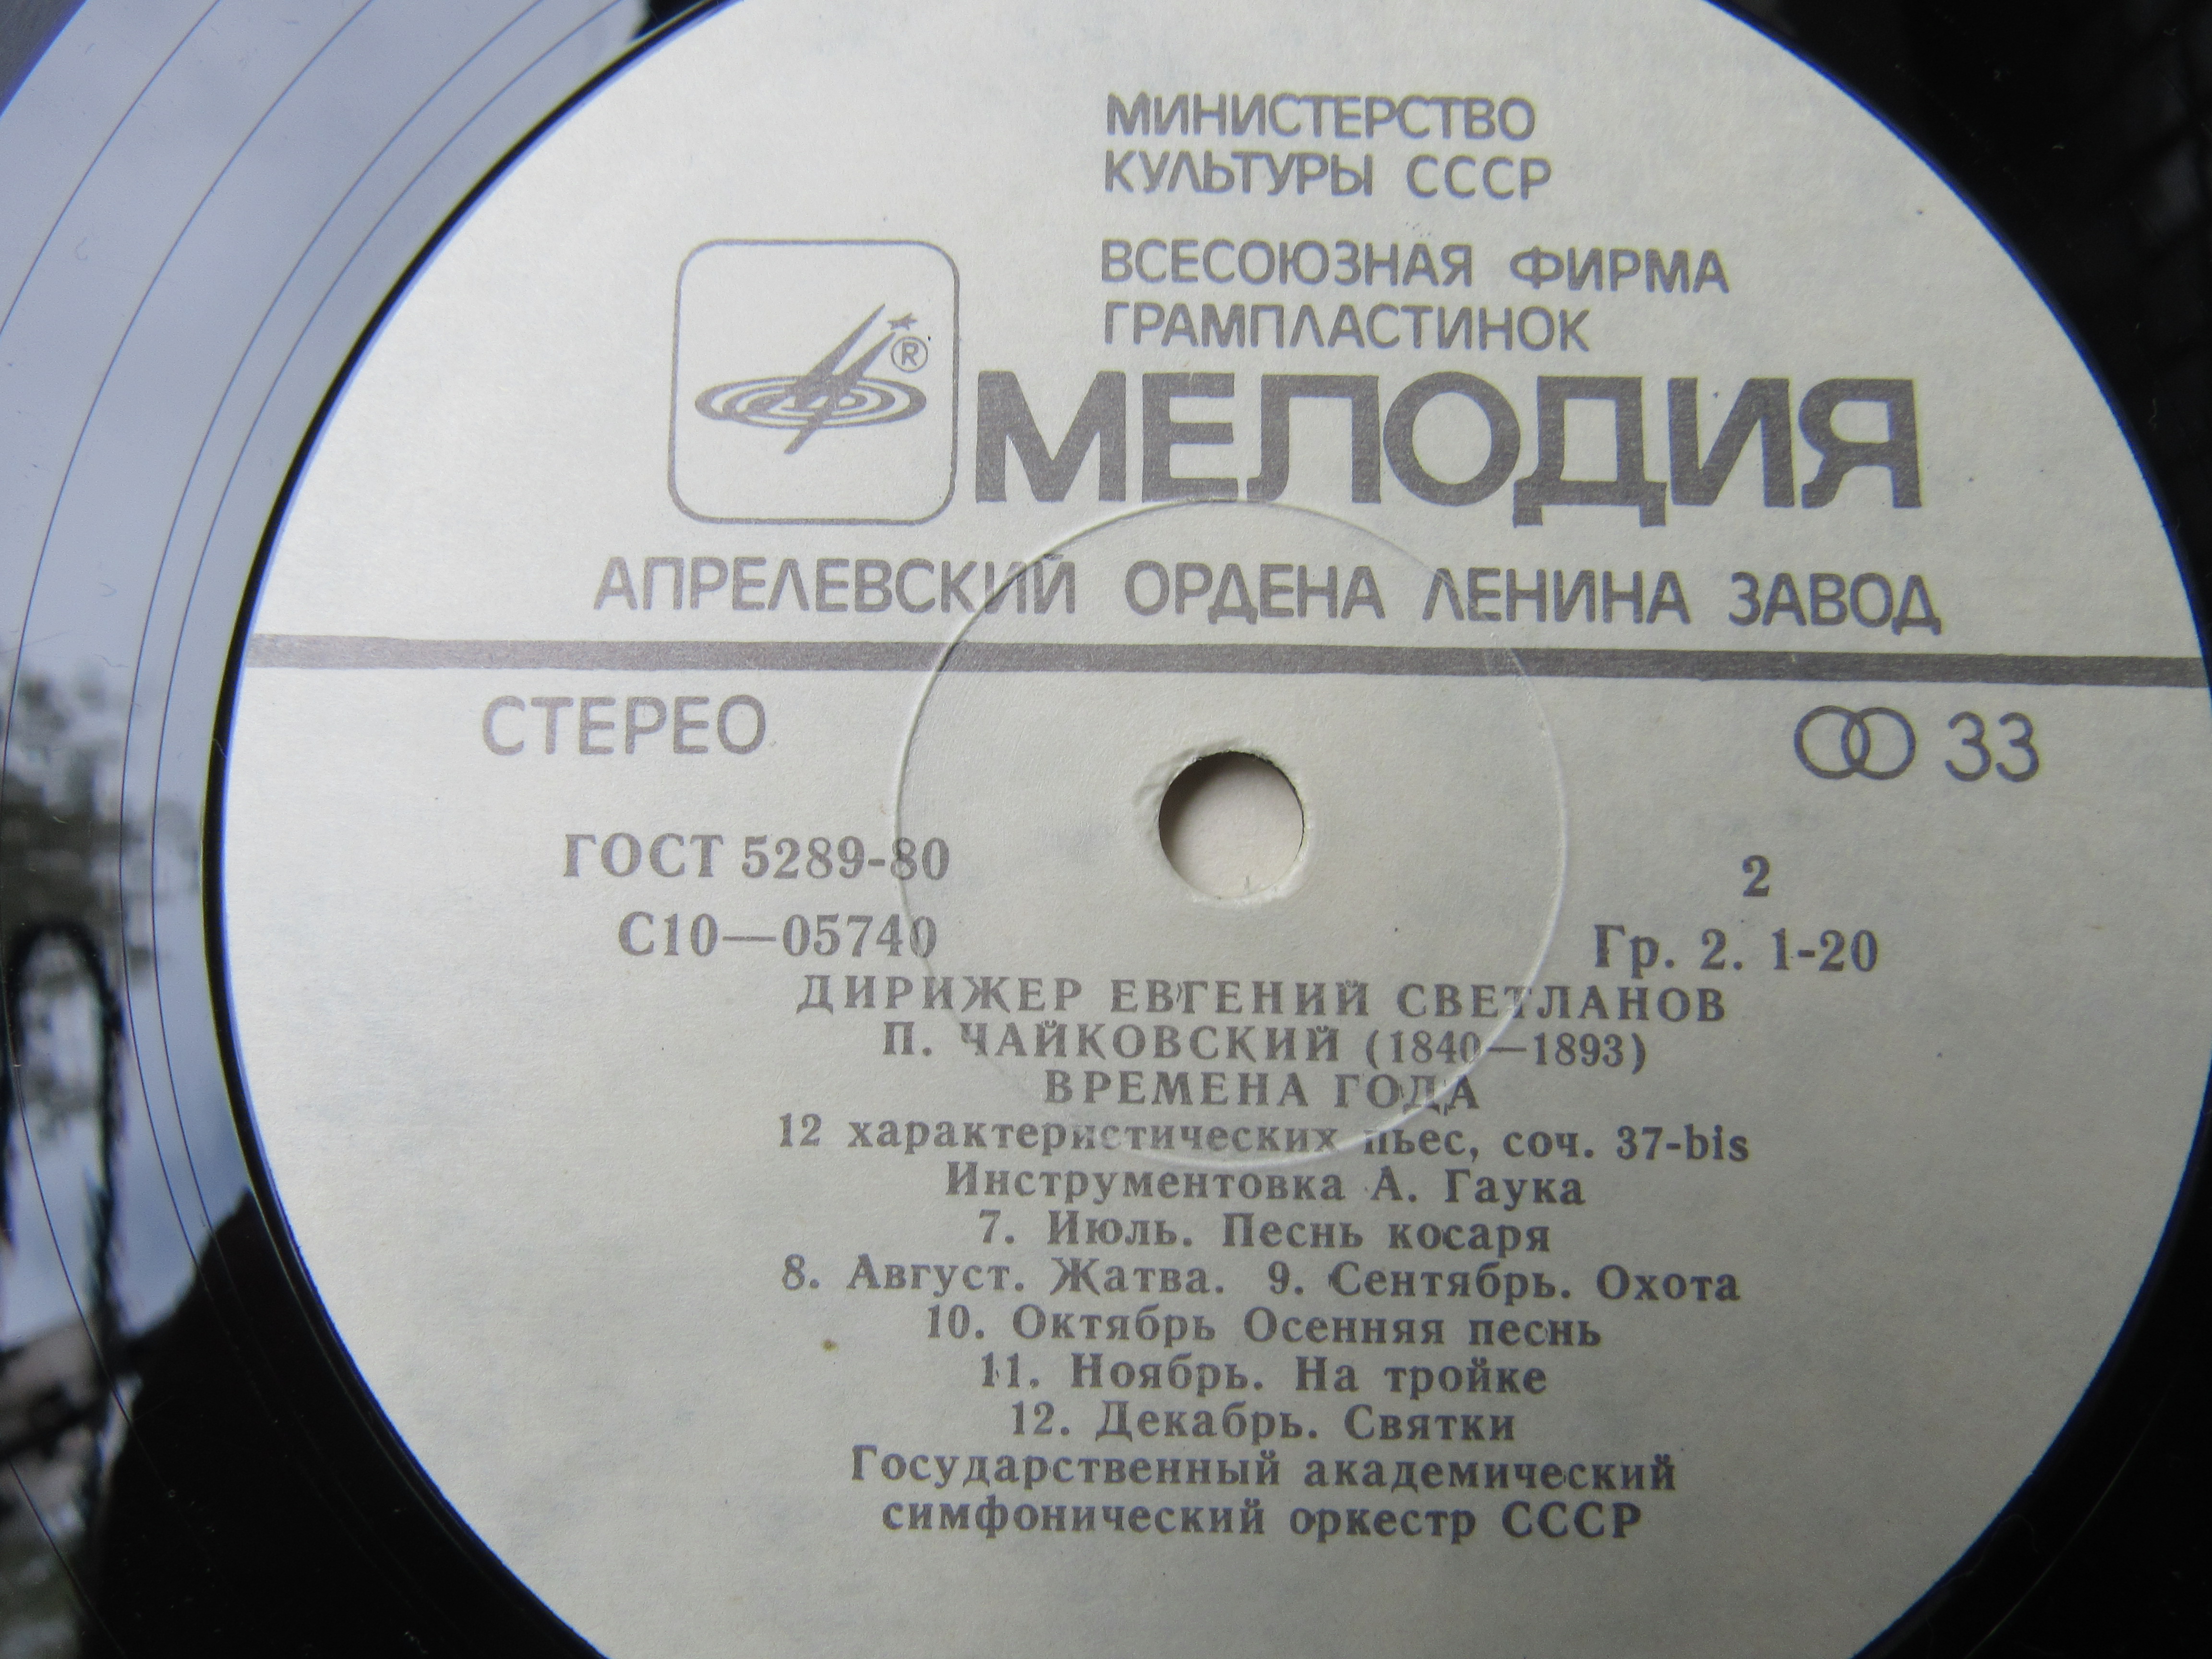 МИНИСТЕРСТВО
КУЛЬТУРЫ СССР
ВСЕСОЮЗНАЯ ФИРМА
ГРАМПЛАСТИНОК
®
МЕЛОДИЯ
АПРЕЛЕВСКИЙ ОРДЕНА ЛЕНИНА ЗАВОД
СТЕРЕО
33
ГОСТ 5289-80
2
С10—05740
Гр. 2. 1-20
ДИРИЖЕР ЕВГЕНИЙ СВЕТЛАНОВ
П. ЧАЙКОВСКИЙ (1840—1893)
ВРЕМЕНА ГОДА
12 характеристических пьес, соч. 37-bis
Инструментовка А. Гаука
7. Июль. Песнь косаря
8. Август. Жатва. 9. Сентябрь. Охота
10. Октябрь Осенняя песнь
11. Ноябрь. На тройке
12. Декабрь. Святки
Государственный академический
симфонический оркестр СССР